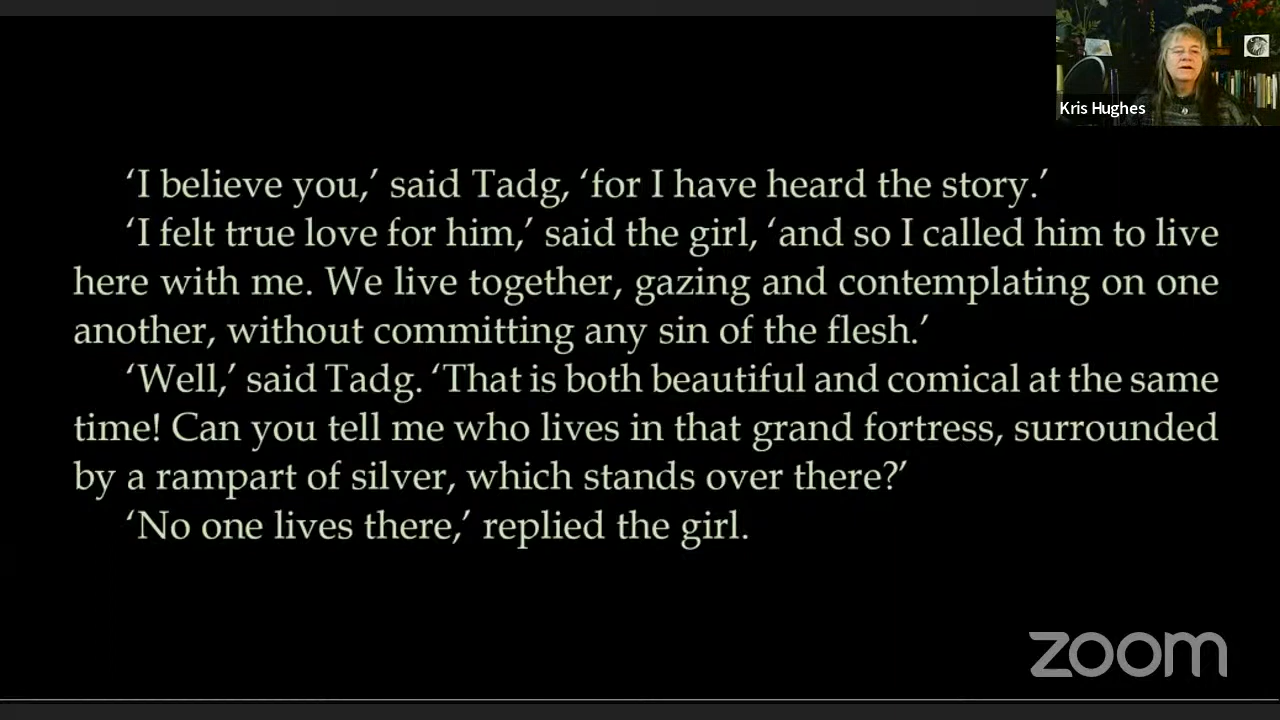 Kris Hughes
‘I believe you,’ said Tadg, ‘for I have heard the story.’
‘I felt true love for him,’ said the girl, ‘and so I called him to live
here with me. We live together, gazing and contemplating on one
another, without committing any sin of the flesh.’
‘Well,’ said Tadg. ‘That is both beautiful and comical at the same
time! Can you tell me who lives in that grand fortress, surrounded
by a rampart of silver, which stands over there?’
‘No one lives there,’ replied the girl.
zoom